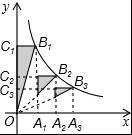 y
C₁
B₁
C₂
B₂
C₃
B₃
O
A₁ A₂ A₃ x